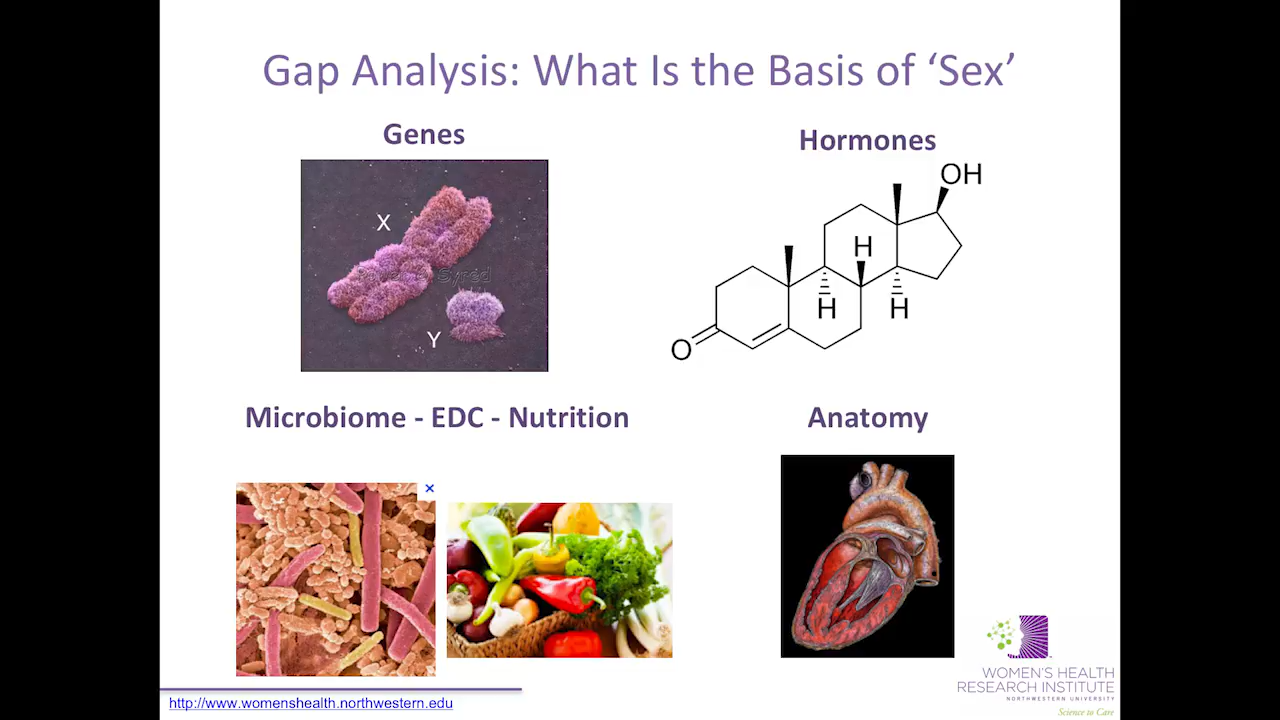 Gap Analysis: What Is the Basis of ‘Sex’
Genes
Hormones
X
Y
OH
H
H
H
O
Microbiome - EDC - Nutrition
Anatomy
WOMEN'S HEALTH
RESEARCH INSTITUTE
NORTHWESTERN UNIVERSITY
Science to Care
http://www.womenshealth.northwestern.edu